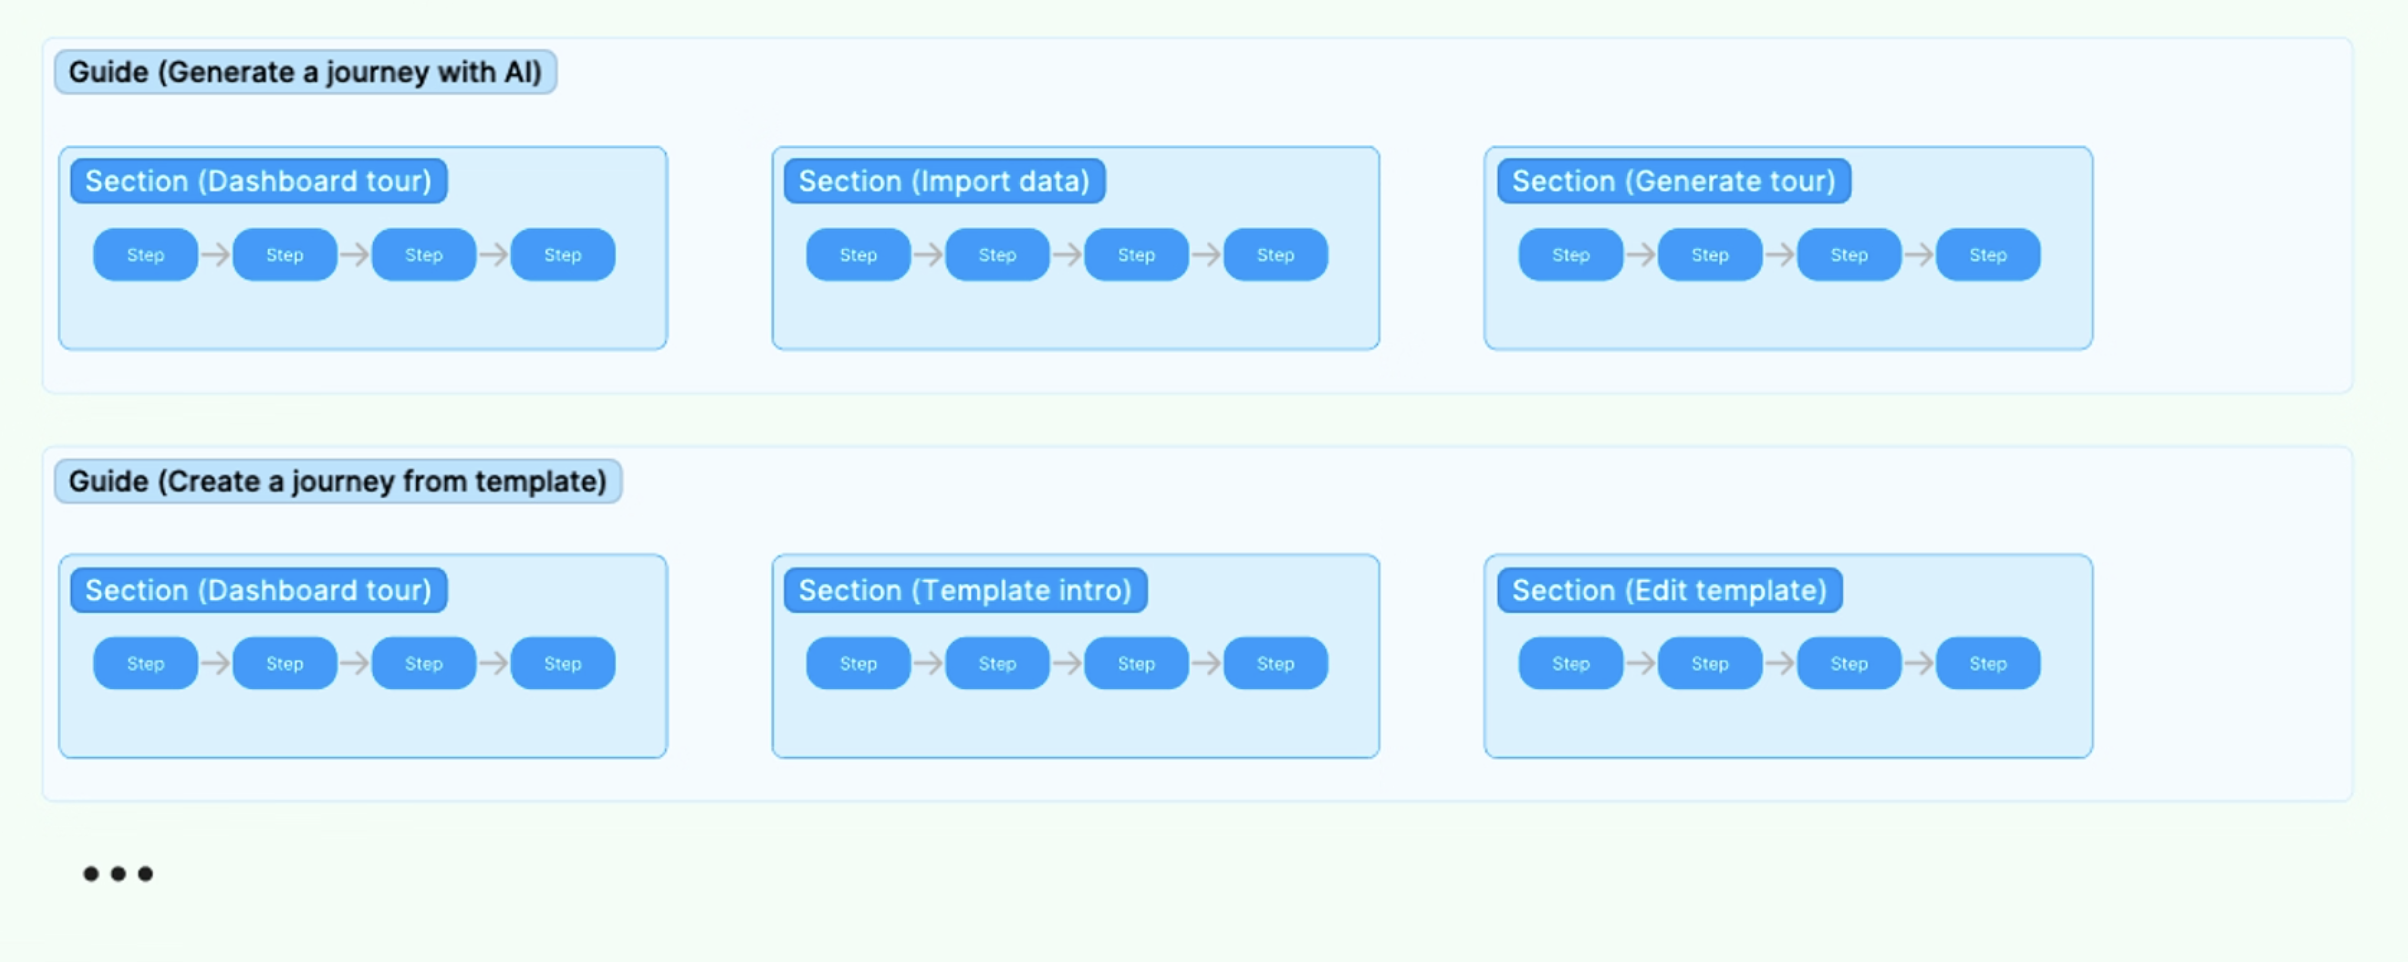 Guide (Generate a journey with AI)
Section (Dashboard tour)
Step Step Step Step
Section (Import data)
Step Step Step Step
Section (Generate tour)
Step Step Step Step
Guide (Create a journey from template)
Section (Dashboard tour)
Step Step Step Step
Section (Template intro)
Step Step Step Step
Section (Edit template)
Step Step Step Step
•••